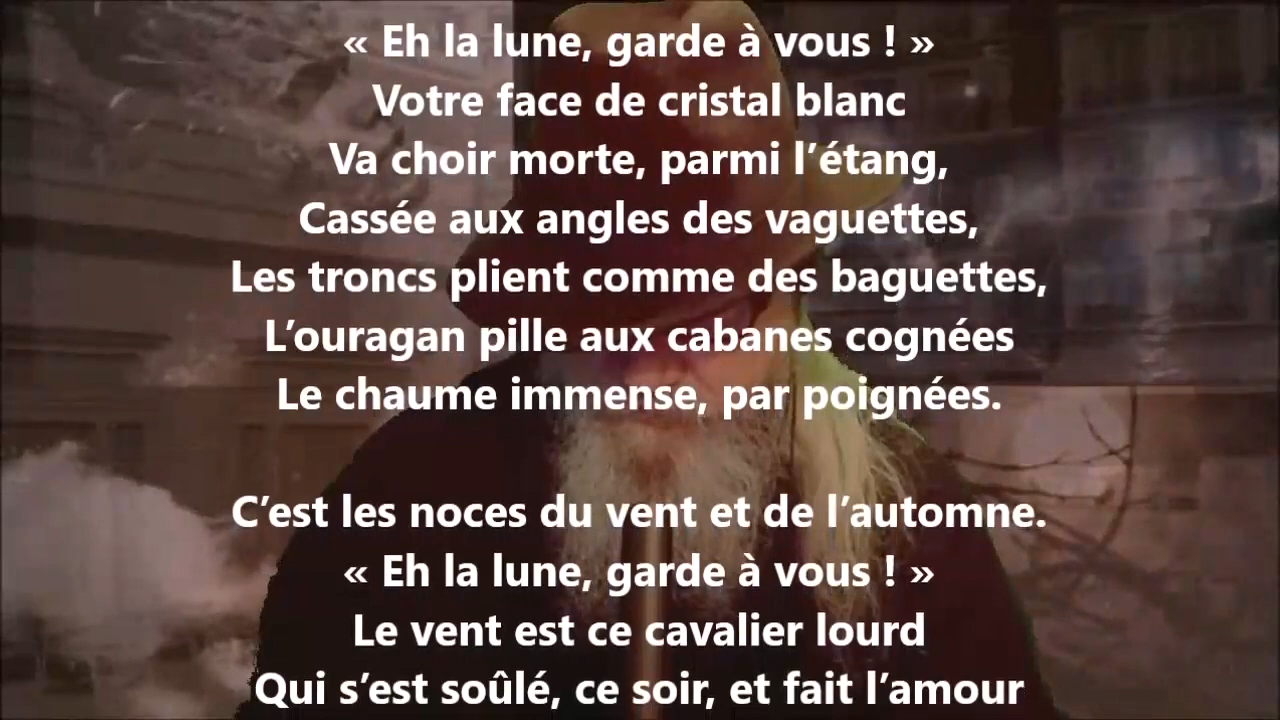 « Eh la lune, garde à vous ! »
Votre face de cristal blanc
Va choir morte, parmi l’étang,
Cassée aux angles des vaguettes,
Les troncs plient comme des baguettes,
L’ouragan pille aux cabanes cognées
Le chaume immense, par poignées.
C’est les noces du vent et de l’automne.
« Eh la lune, garde à vous ! »
Le vent est ce cavalier lourd
Qui s’est soûlé, ce soir, et fait l’amour